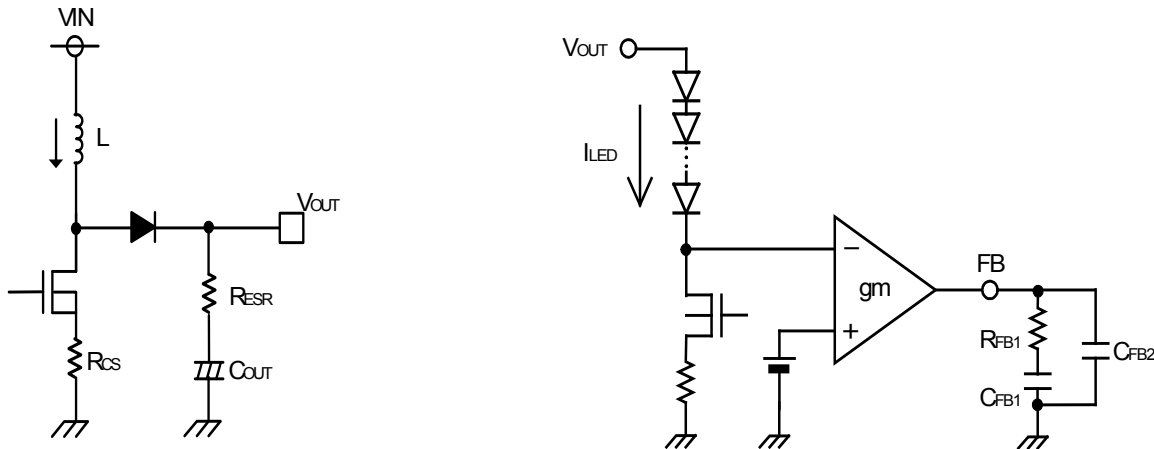 VIN
L
VOUT
RESR
RCS
COUT
VOUT
ILED
−
gm
+
FB
RFB1
CFB2
CFB1